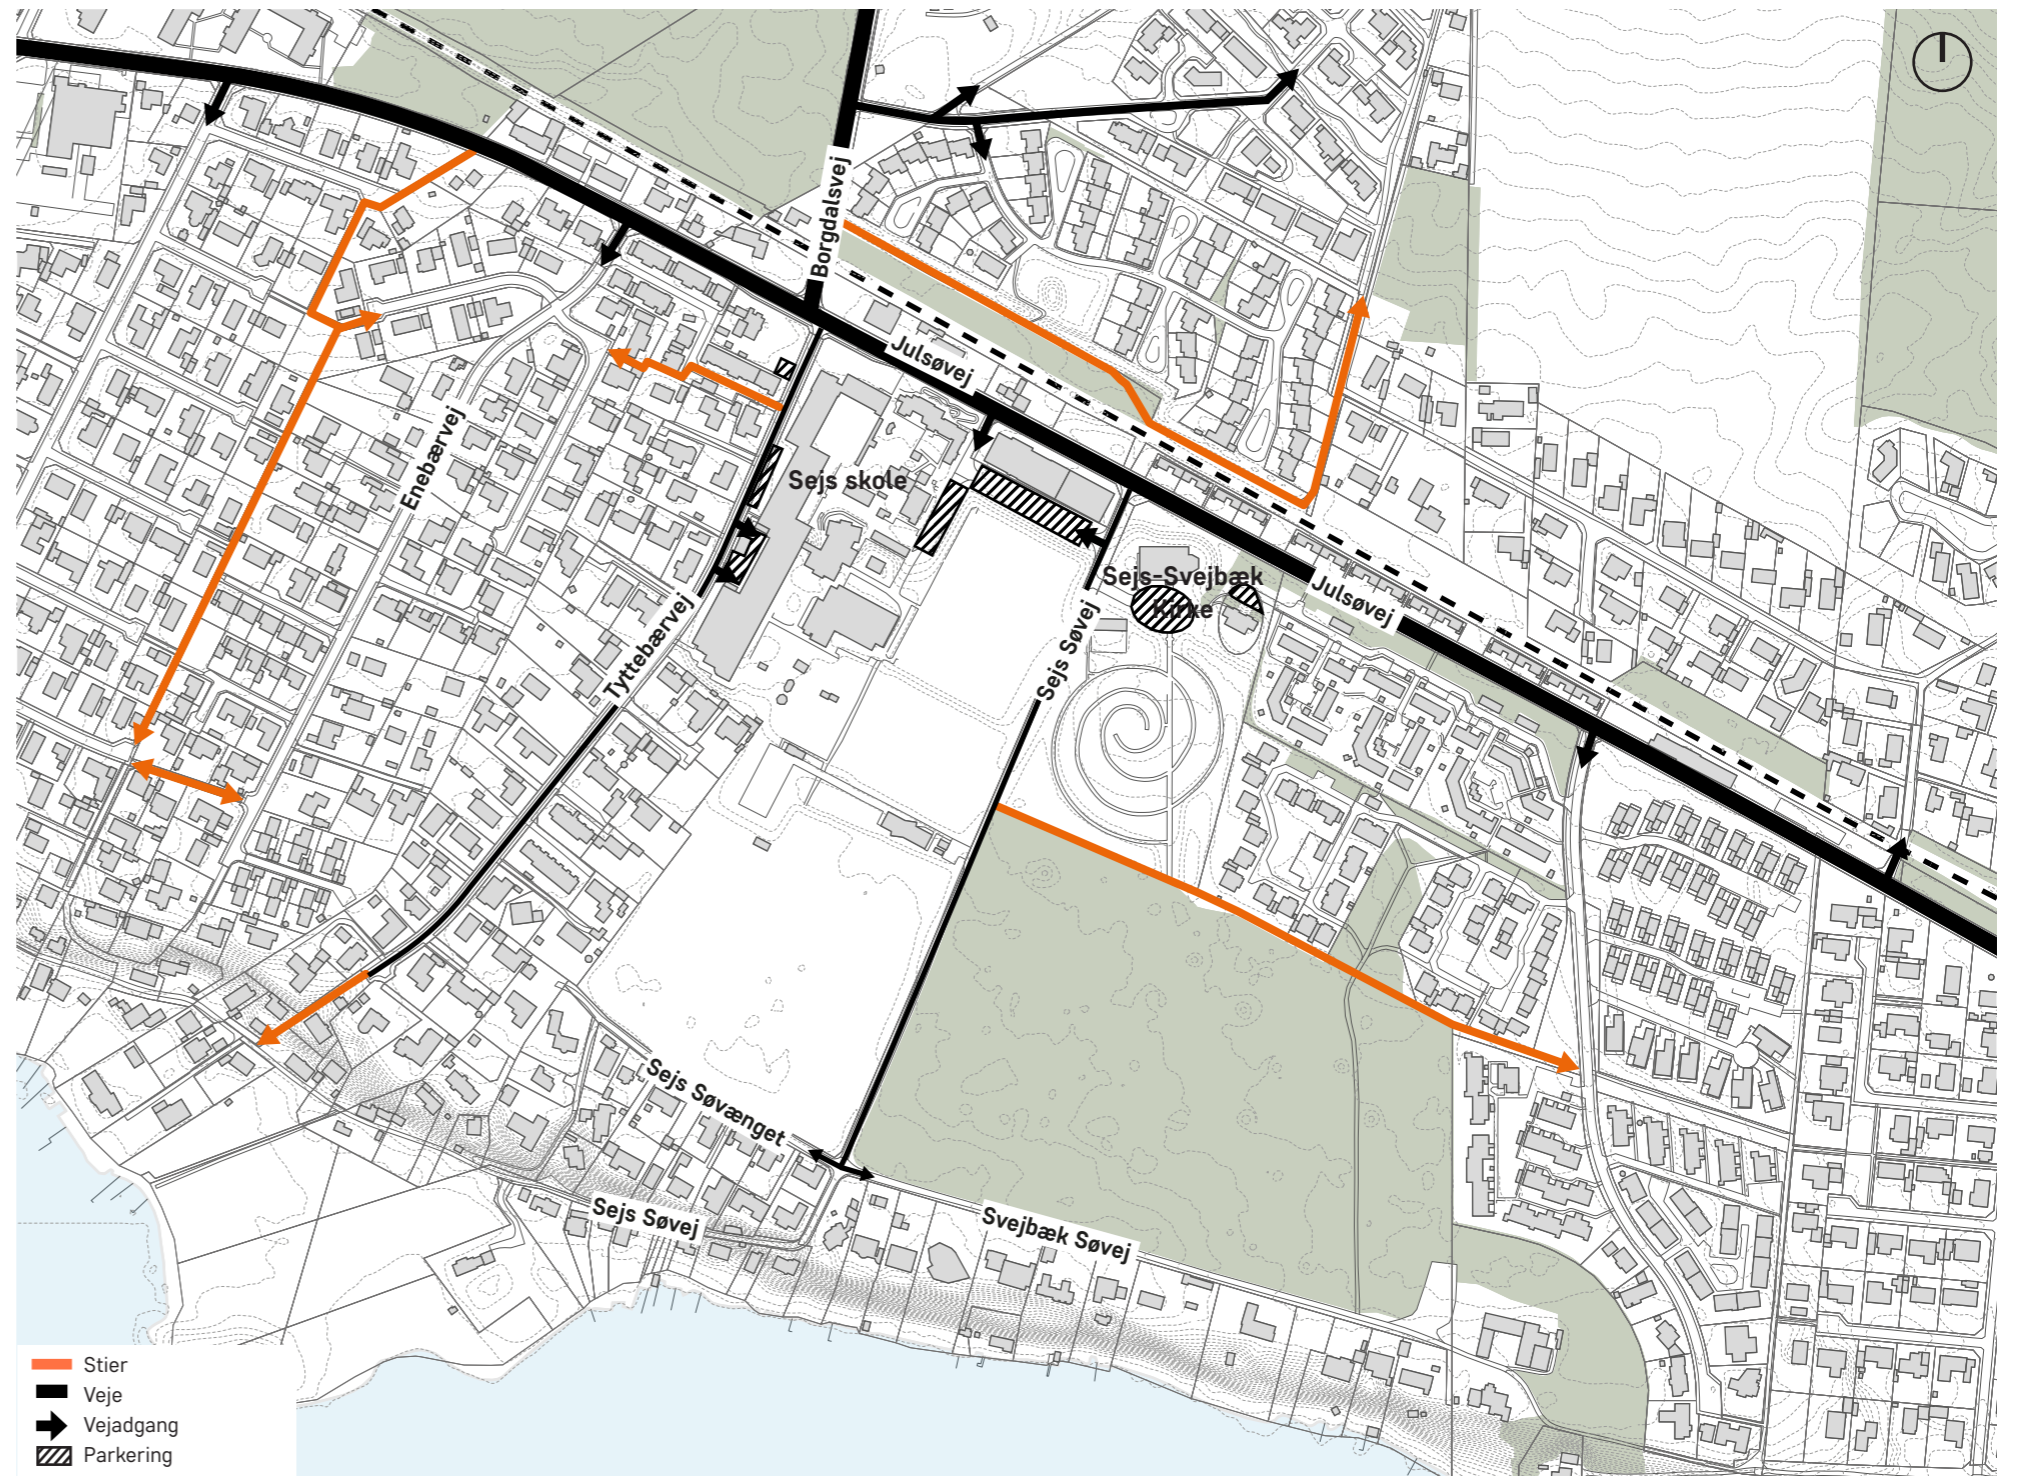 Borgdalsvej
Julsøvej
Enebærvej
Sejs skole
Sejs-Svejbæk
Kirke
Julsøvej
Tyttebærvej
Sejs Søvej
Sejs Søvænget
Sejs Søvej
Svejbæk Søvej
Stier
Veje
Vejadgang
Parkering